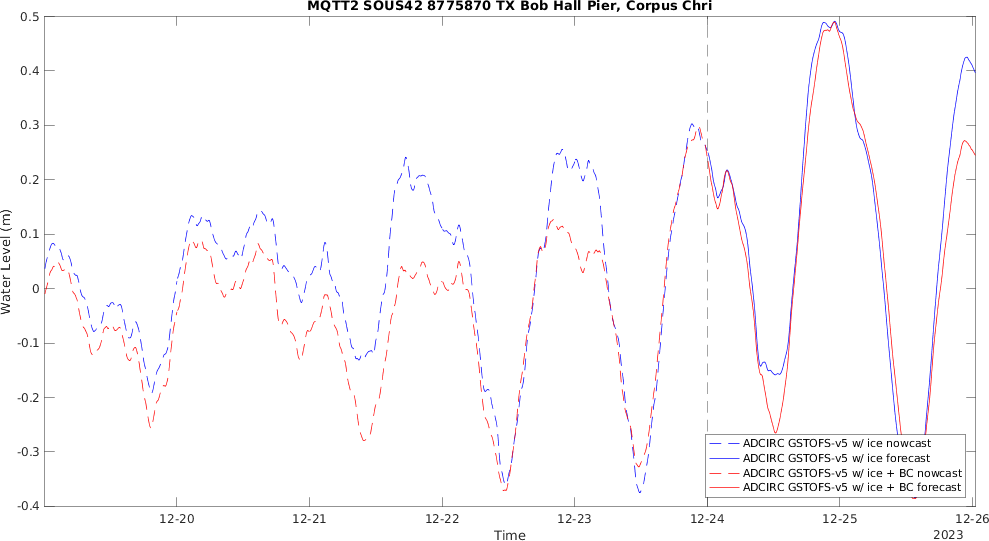 MQTT2 SOUS42 8775870 TX Bob Hall Pier, Corpus Chri
Water Level (m)
0.5
0.4
0.3
0.2
0.1
0
-0.1
-0.2
-0.3
-0.4
ADCIRC GSTOFS-v5 w/ ice nowcast
ADCIRC GSTOFS-v5 w/ ice forecast
ADCIRC GSTOFS-v5 w/ ice + BC nowcast
ADCIRC GSTOFS-v5 w/ ice + BC forecast
12-20 12-21 12-22 12-23 12-24 12-25 12-26
Time
2023